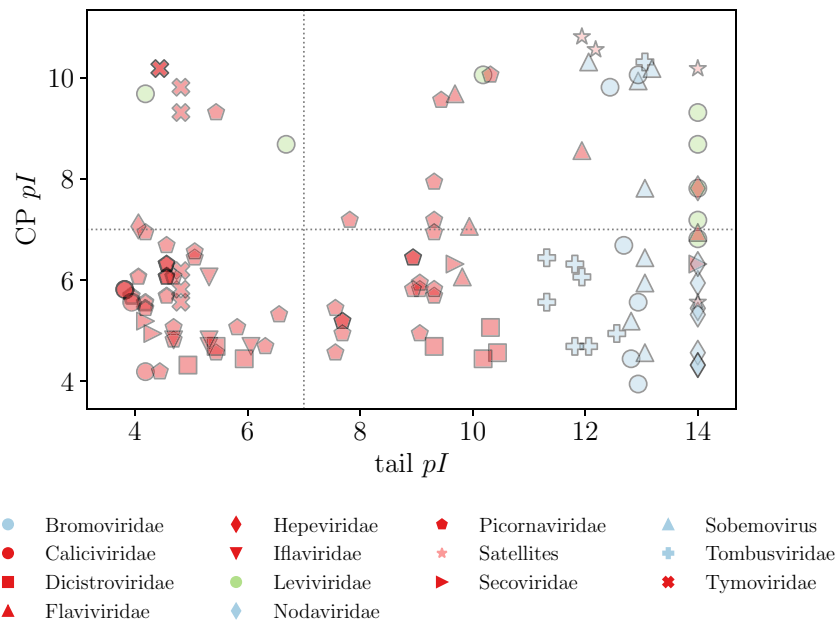 10
8
6
4
CP pI
4 6 8 10 12 14
tail pI
Bromoviridae Hepeviridae Picornaviridae Sobemovirus
Caliciviridae Iflaviridae Satellites Tombusviridae
Dicistroviridae Leviviridae Secoviridae Tymoviridae
Flaviviridae Nodaviridae